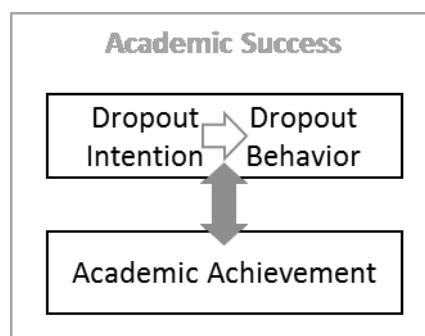 Academic Success
Dropout Dropout
Intention Behavior
Academic Achievement